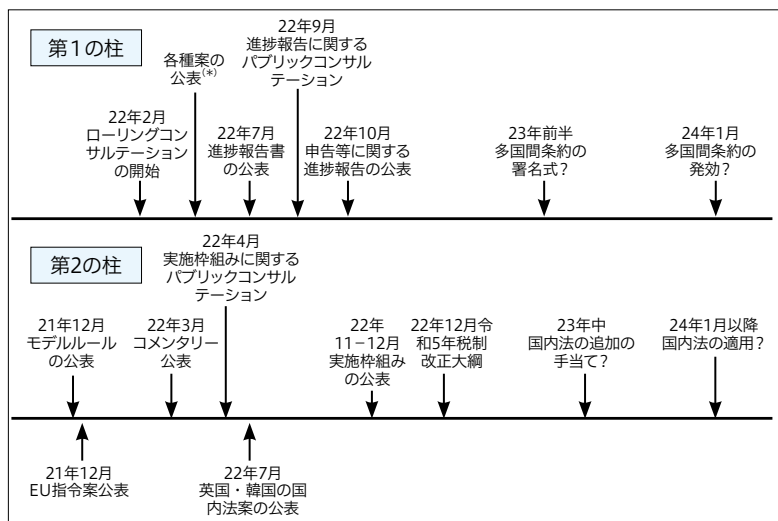 第1の柱
22年2月
ローリングコン
サルテーション
の開始
各種案の
公表(*)
22年7月
進捗報告書
の公表
22年9月
進捗報告に関する
パブリックコンサル
テーション
22年10月
申告等に関する
進捗報告の公表
23年前半
多国間条約の
署名式?
24年1月
多国間条約の
発効?
第2の柱
21年12月
モデルルール
の公表
21年12月
EU指令案公表
22年3月
コメンタリー
公表
22年4月
実施枠組みに関する
パブリックコンサル
テーション
22年7月
英国・韓国の国
内法案の公表
22年
11−12月
実施枠組み
の公表
22年12月令
和5年税制
改正大綱
23年中
国内法の追加の
手当て?
24年1月以降
国内法の適用?